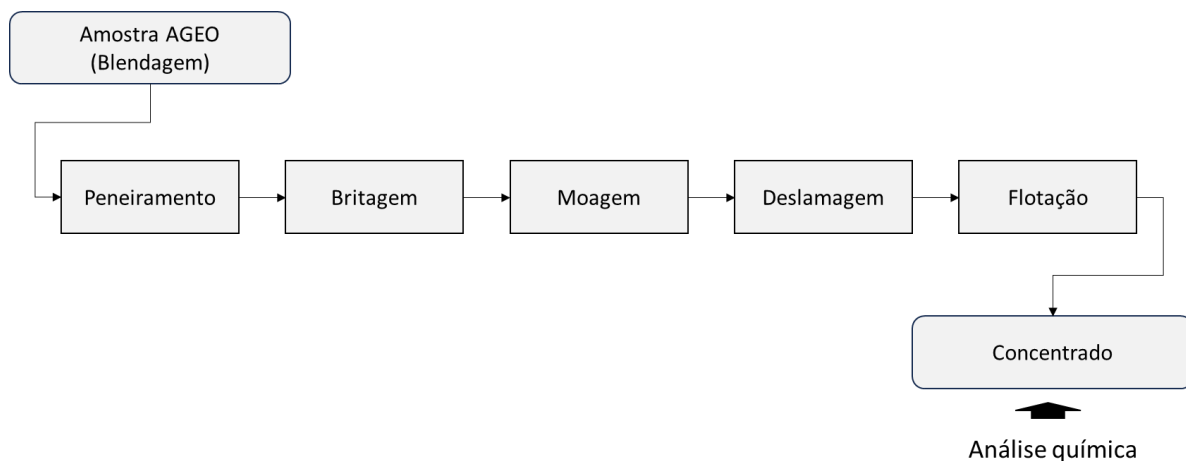 Amostra AGEO
(Blendagem)
Peneiramento
Britagem
Moagem
Deslamagem
Flotação
Concentrado
Análise química